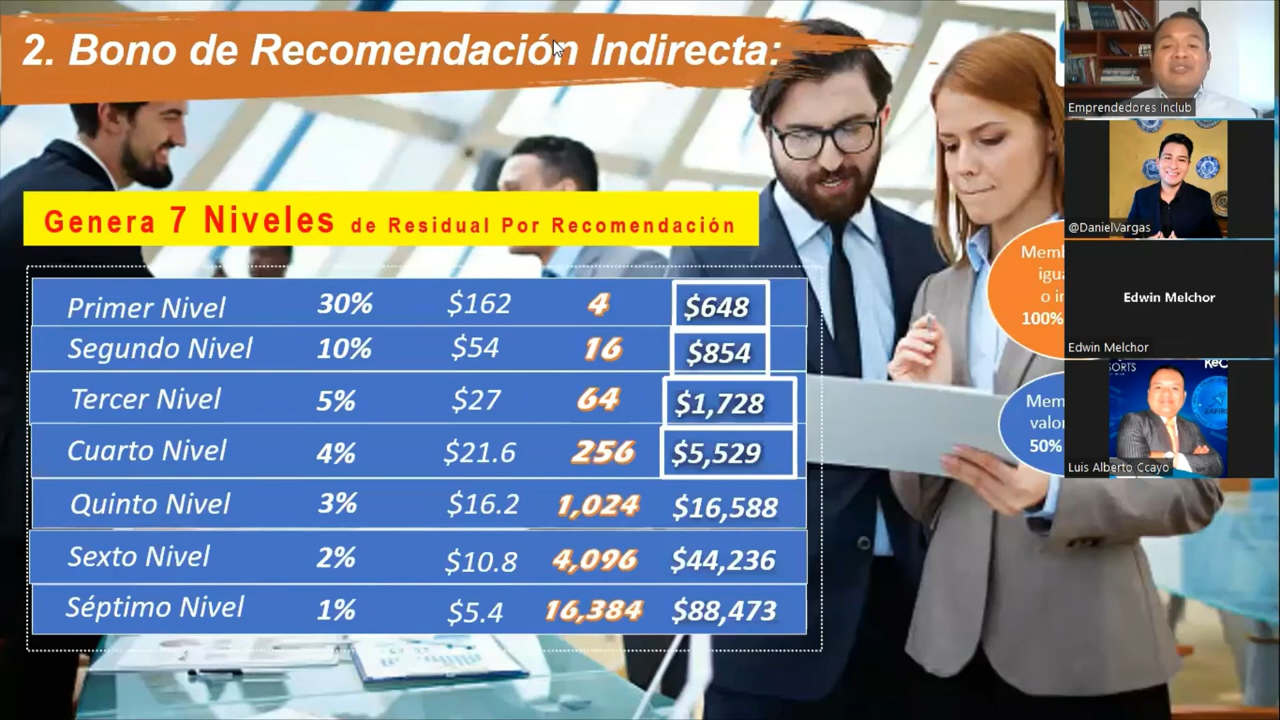 2. Bono de Recomendación Indirecta:
Genera 7 Niveles de Residual Por Recomendación
Primer Nivel 30% $162 4 $648
Segundo Nivel 10% $54 16 $854
Tercer Nivel 5% $27 64 $1,728
Cuarto Nivel 4% $21.6 256 $5,529
Quinto Nivel 3% $16.2 1,024 $16,588
Sexto Nivel 2% $10.8 4,096 $44,236
Séptimo Nivel 1% $5.4 16,384 $88,473
100%
50%
Emprendedores Inclub
@DanielVargas
Edwin Melchor
Edwin Melchor
Luis Alberto Ccayo